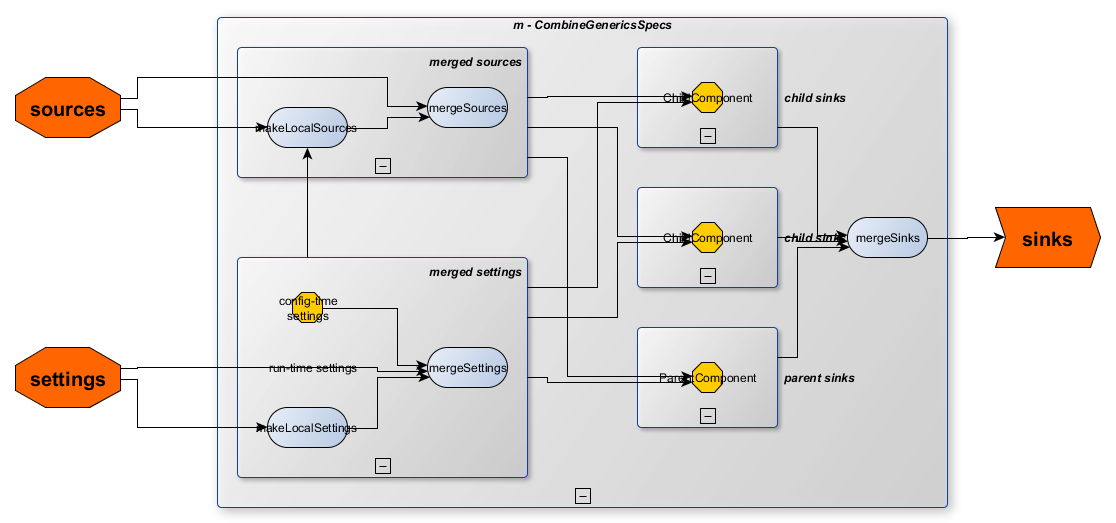 m - CombineGenericsSpecs
merged sources
sources
makeLocalSources
mergeSources
ChildComponent
child sinks
ChildComponent
child sinks
mergeSinks
sinks
merged settings
config-time
settings
run-time settings
mergeSettings
settings
makeLocalSettings
ParentComponent
parent sinks